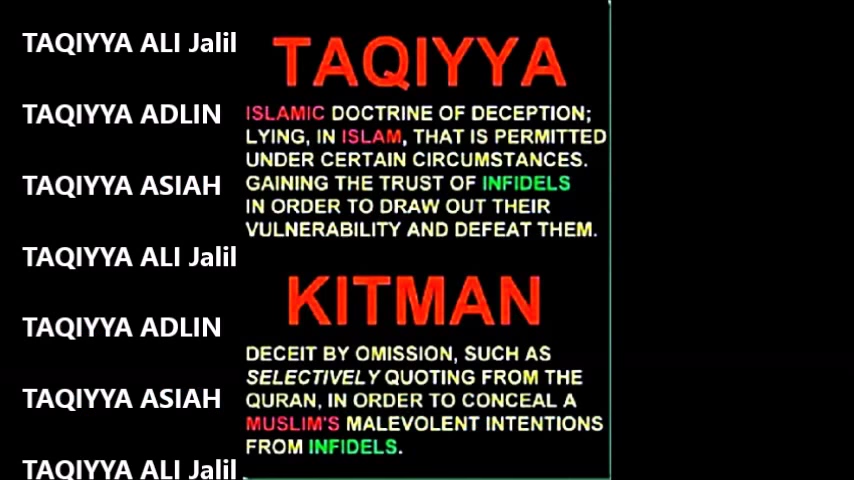 TAQIYYA ALI Jalil
TAQIYYA ADLIN
TAQIYYA ASIAH
TAQIYYA ALI Jalil
TAQIYYA ADLIN
TAQIYYA ASIAH
TAQIYYA ALI Jalil
TAQIYYA
ISLAMIC DOCTRINE OF DECEPTION;
LYING, IN ISLAM, THAT IS PERMITTED
UNDER CERTAIN CIRCUMSTANCES.
GAINING THE TRUST OF INFIDELS
IN ORDER TO DRAW OUT THEIR
VULNERABILITY AND DEFEAT THEM.
KITMAN
DECEIT BY OMISSION, SUCH AS
SELECTIVELY QUOTING FROM THE
QURAN, IN ORDER TO CONCEAL A
MUSLIM'S MALEVOLENT INTENTIONS
FROM INFIDELS.